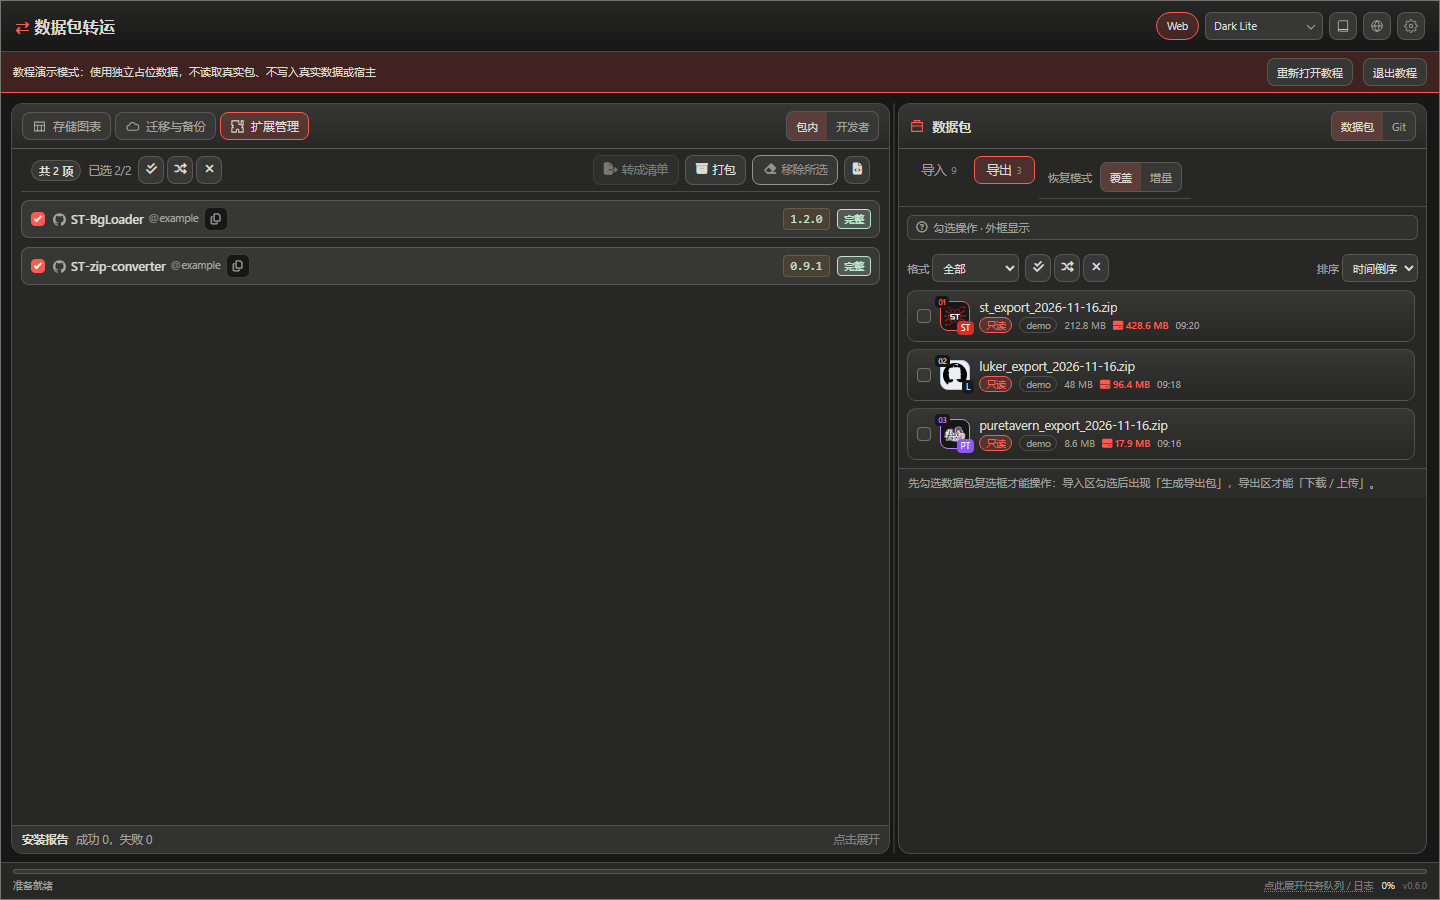 数据包转运
Web
Dark Lite
教程演示模式：使用独立占位数据，不读取真实包、不写入真实数据或宿主
重新打开教程
退出教程
存储图表
迁移与备份
扩展管理
包内
开发者
共 2 项
已选 2/2
转成清单
打包
移除所选
ST-BgLoader @example
1.2.0
完整
ST-zip-converter @example
0.9.1
完整
安装报告 成功 0，失败 0
点击展开
数据包
数据包
Git
导入 9
导出 3
恢复模式
覆盖
增量
勾选操作 · 外框显示
格式
全部
排序
时间倒序
01
ST
ST
st_export_2026-11-16.zip
只读 demo 212.8 MB 428.6 MB 09:20
02
L
luker_export_2026-11-16.zip
只读 demo 48 MB 96.4 MB 09:18
03
PT
puretavern_export_2026-11-16.zip
只读 demo 8.6 MB 17.9 MB 09:16
先勾选数据包复选框才能操作：导入区勾选后出现「生成导出包」，导出区才能「下载 / 上传」。
准备就绪
点此展开任务队列 / 日志 0% v0.6.0